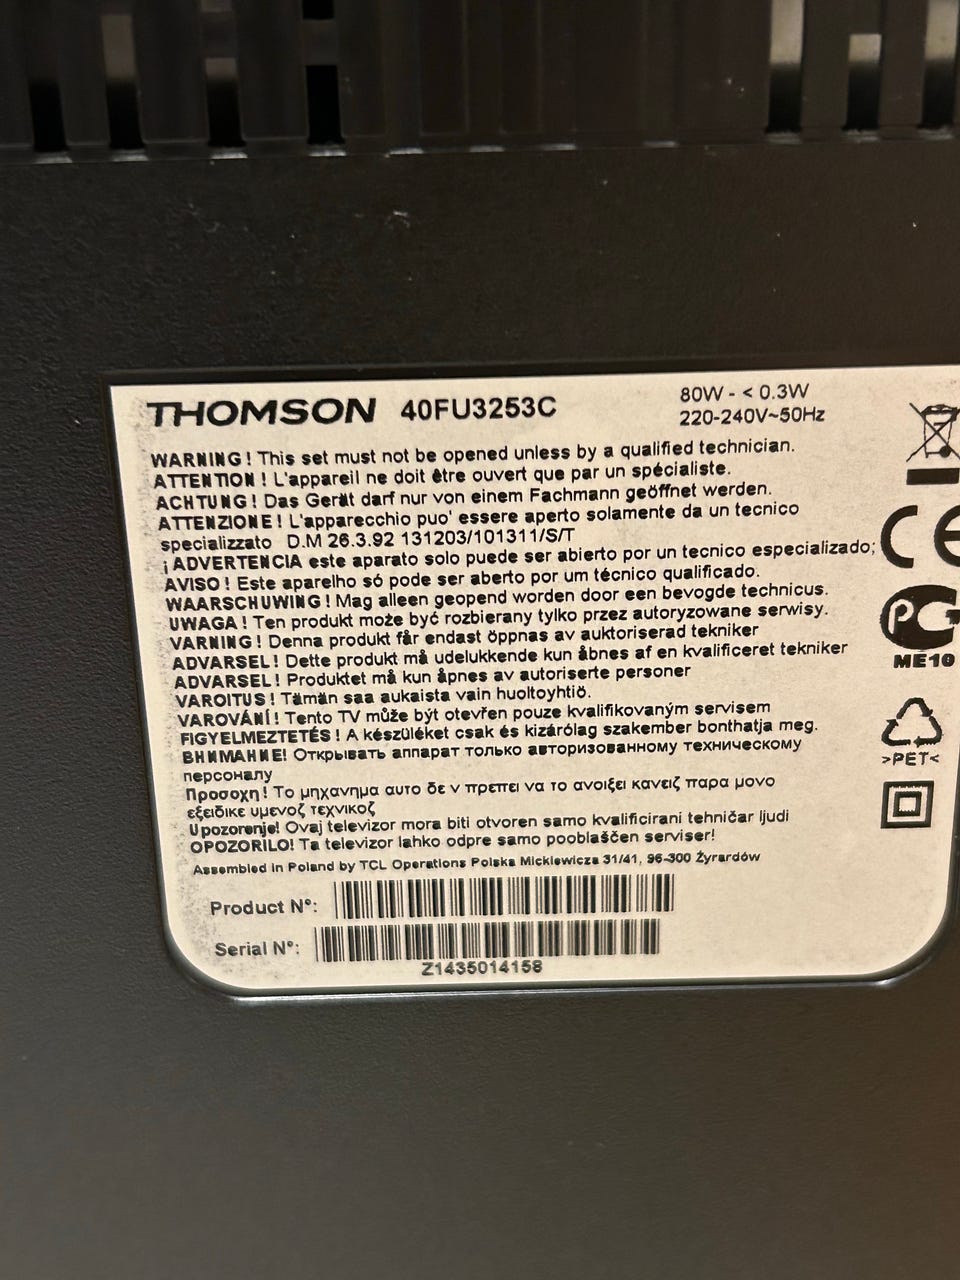 THOMSON 40FU3253C
80W - < 0.3W
220-240V~50Hz
WARNING ! This set must not be opened unless by a qualified technician.
ATTENTION ! L'appareil ne doit être ouvert que par un spécialiste.
ACHTUNG ! Das Gerät darf nur von einem Fachmann geöffnet werden.
ATTENZIONE ! L'apparecchio puo' essere aperto solamente da un tecnico
specializzato D.M 26.3.92 131203/101311/S/T
¡ ADVERTENCIA este aparato solo puede ser abierto por un tecnico especializado;
AVISO ! Este aparelho só pode ser aberto por um técnico qualificado.
WAARSCHUWING ! Mag alleen geopend worden door een bevogde technicus.
UWAGA ! Ten produkt może być rozbierany tylko przez autoryzowane serwisy.
VARNING ! Denna produkt får endast öppnas av auktoriserad tekniker
ADVARSEL ! Dette produkt må udelukkende kun åbnes af en kvalificeret tekniker
ADVARSEL ! Produktet må kun åpnes av autoriserte personer
VAROITUS ! Tämän saa aukaista vain huoltoyhtiö.
VAROVÁNÍ ! Tento TV může být otevřen pouze kvalifikovaným servisem
FIGYELMEZTETÉS ! A készüléket csak és kizárólag szakember bonthatja meg.
ВНИМАНИЕ! Открывать аппарат только авторизованному техническому
персоналу
Προσοχη ! Το μηχανημα αυτο δε ν πρεπει να το ανοιξει κανειζ παρα μονο
εξειδικε υμενοζ τεχνικοζ
Upozorenje! Ovaj televizor mora biti otvoren samo kvalificirani tehničar ljudi
OPOZORILO! Ta televizor lahko odpre samo pooblaščen serviser!
Assembled in Poland by TCL Operations Polska Mickiewicza 31/41, 96-300 Żyrardów
Product N°:
Serial N°:
Z1435014158
CE
PC
ME10
>PET<